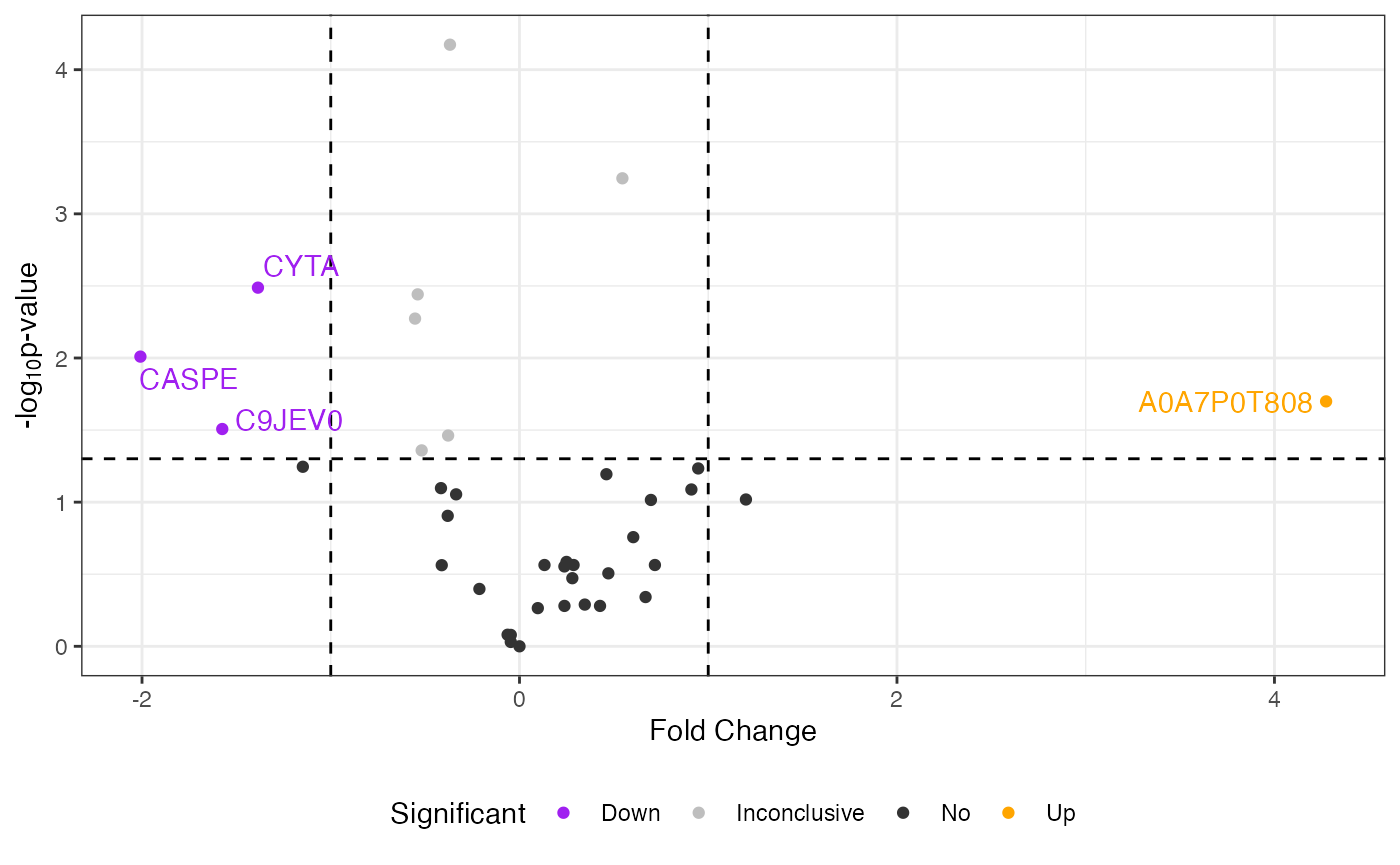 4
3
2
1
0
-log10p-value
CYTA
CASPE
C9JEV0
A0A7P0T808
-2
0
2
4
Fold Change
Significant
Down
Inconclusive
No
Up